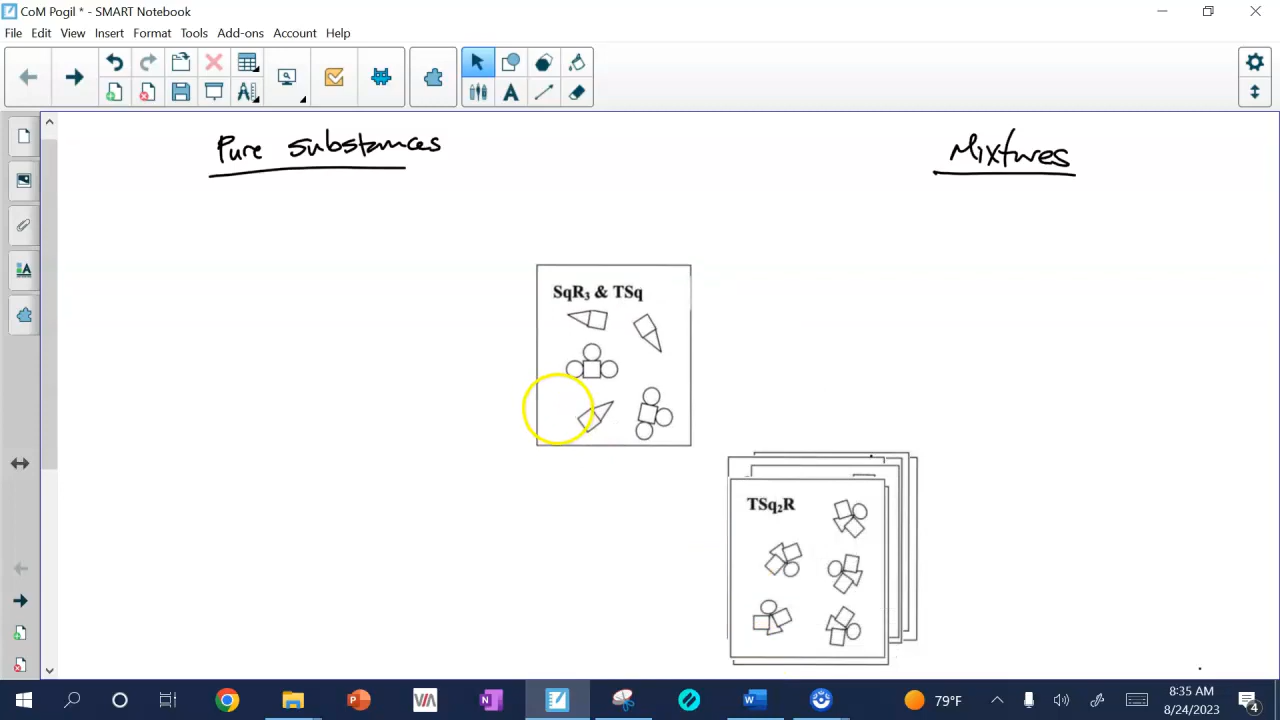 CoM Pogil * - SMART Notebook
File Edit View Insert Format Tools Add-ons Account Help
Pure substances
Mixtures
SqR₃ & TSq
TSq₂R
79°F
8:35 AM
8/24/2023
4